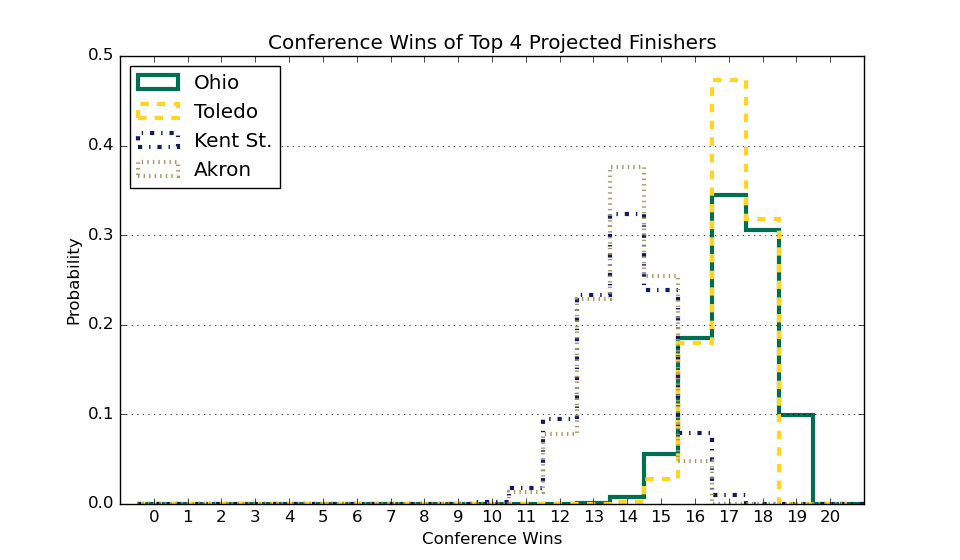 Conference Wins of Top 4 Projected Finishers
Ohio
Toledo
Kent St.
Akron
0.5
0.4
0.3
0.2
0.1
0.0
Probability
0 1 2 3 4 5 6 7 8 9 10 11 12 13 14 15 16 17 18 19 20
Conference Wins